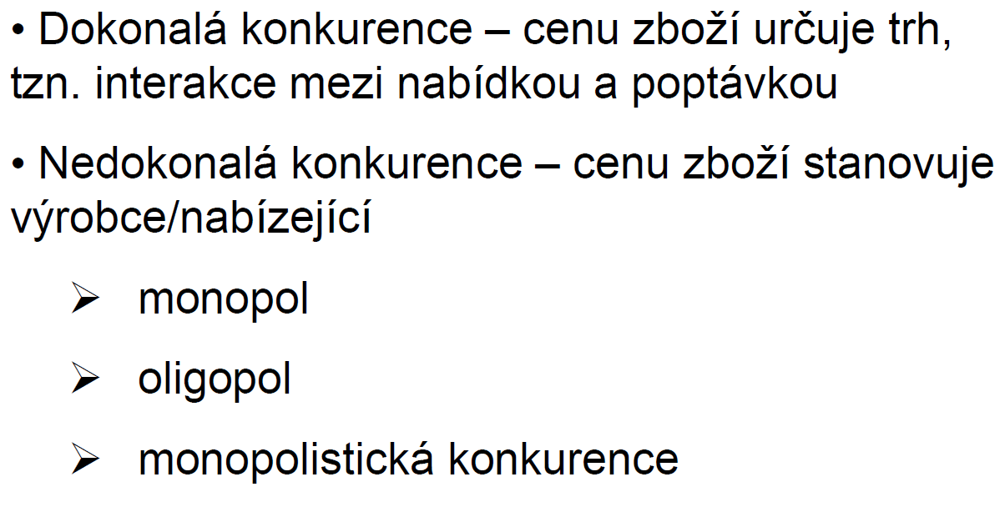 • Dokonalá konkurence – cenu zboží určuje trh,
tzn. interakce mezi nabídkou a poptávkou
• Nedokonalá konkurence – cenu zboží stanovuje
výrobce/nabízející
➢ monopol
➢ oligopol
➢ monopolistická konkurence